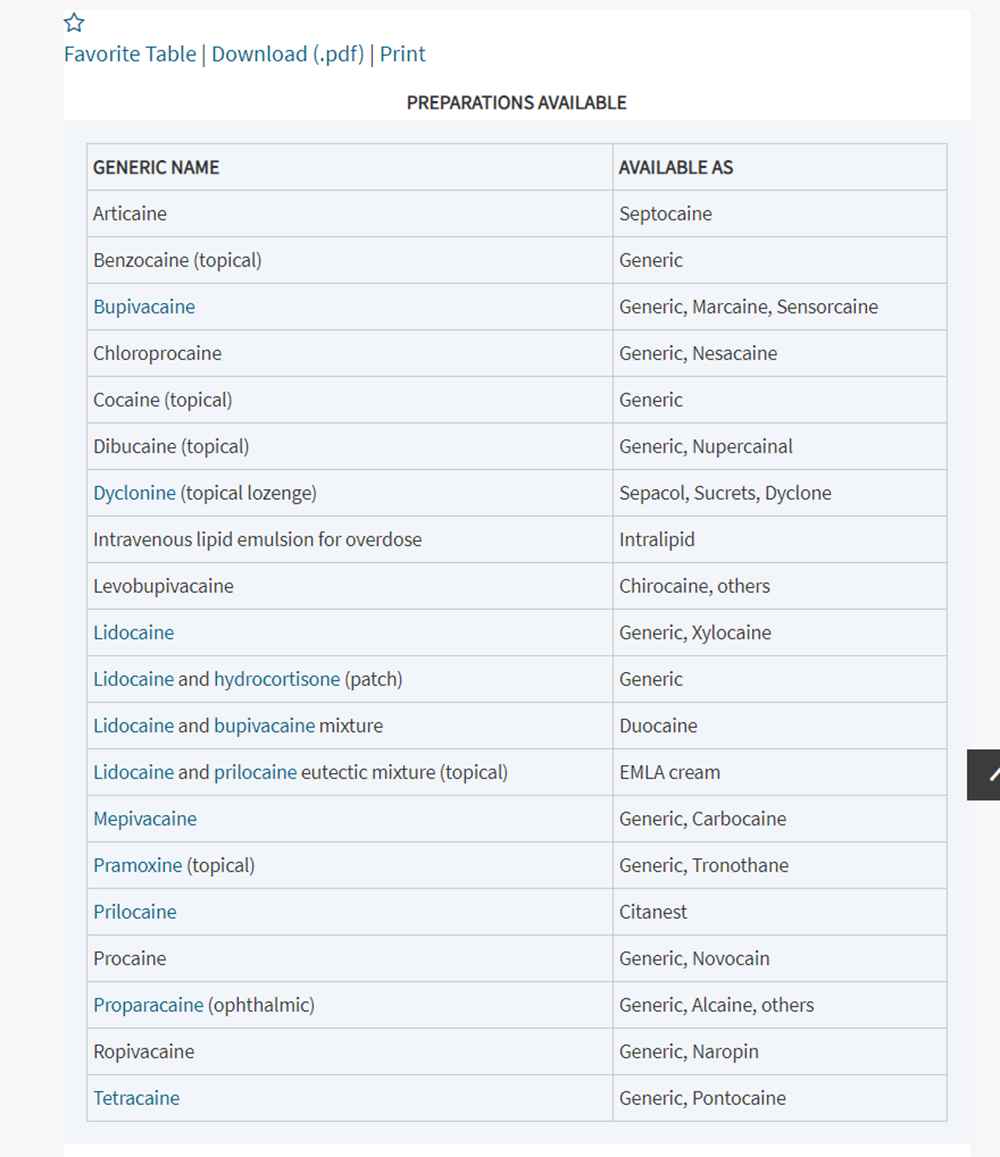 Favorite Table | Download (.pdf) | Print
PREPARATIONS AVAILABLE
GENERIC NAME AVAILABLE AS
Articaine Septocaine
Benzocaine (topical) Generic
Bupivacaine Generic, Marcaine, Sensorcaine
Chloroprocaine Generic, Nesacaine
Cocaine (topical) Generic
Dibucaine (topical) Generic, Nupercainal
Dyclonine (topical lozenge) Sepacol, Sucrets, Dyclone
Intravenous lipid emulsion for overdose Intralipid
Levobupivacaine Chirocaine, others
Lidocaine Generic, Xylocaine
Lidocaine and hydrocortisone (patch) Generic
Lidocaine and bupivacaine mixture Duocaine
Lidocaine and prilocaine eutectic mixture (topical) EMLA cream
Mepivacaine Generic, Carbocaine
Pramoxine (topical) Generic, Tronothane
Prilocaine Citanest
Procaine Generic, Novocain
Proparacaine (ophthalmic) Generic, Alcaine, others
Ropivacaine Generic, Naropin
Tetracaine Generic, Pontocaine